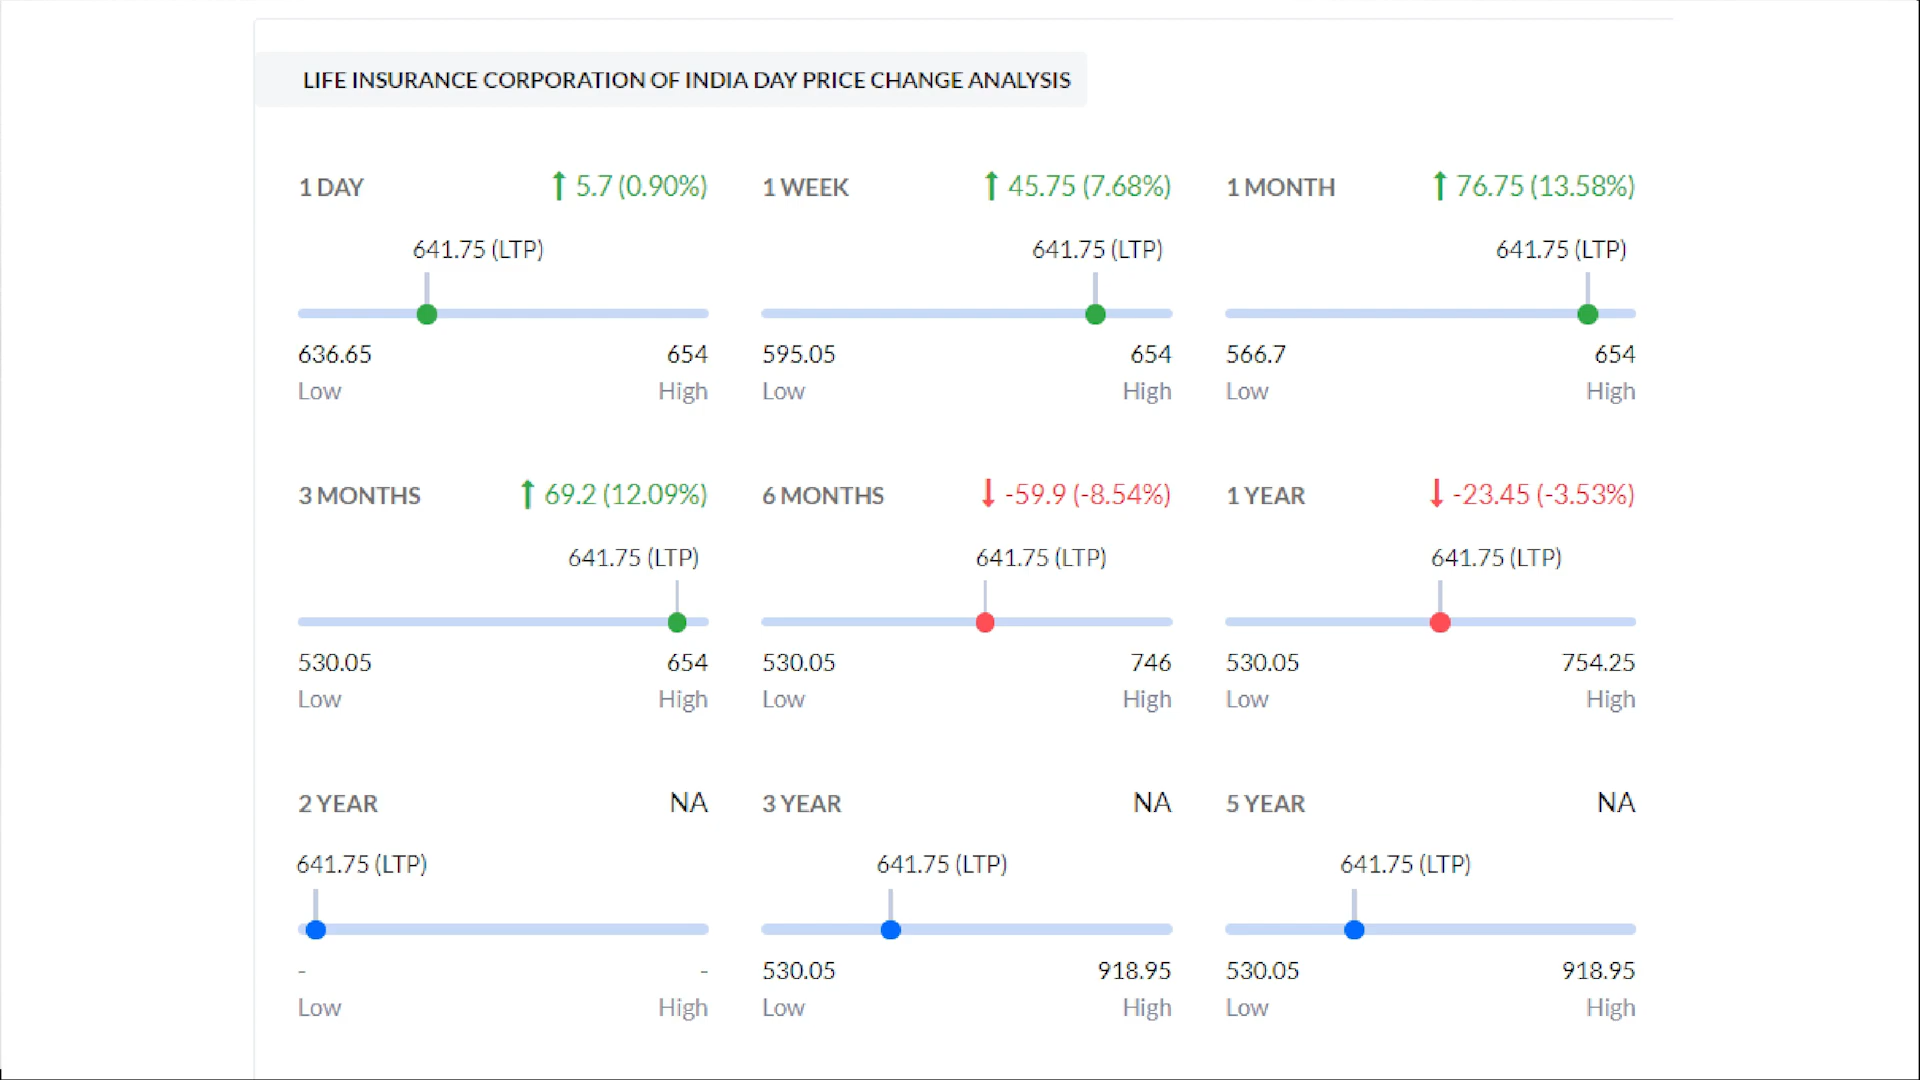 LIFE INSURANCE CORPORATION OF INDIA DAY PRICE CHANGE ANALYSIS
1 DAY ↑ 5.7 (0.90%)
641.75 (LTP)
636.65 654
Low High
1 WEEK ↑ 45.75 (7.68%)
641.75 (LTP)
595.05 654
Low High
1 MONTH ↑ 76.75 (13.58%)
641.75 (LTP)
566.7 654
Low High
3 MONTHS ↑ 69.2 (12.09%)
641.75 (LTP)
530.05 654
Low High
6 MONTHS ↓ -59.9 (-8.54%)
641.75 (LTP)
530.05 746
Low High
1 YEAR ↓ -23.45 (-3.53%)
641.75 (LTP)
530.05 754.25
Low High
2 YEAR NA
641.75 (LTP)
- -
Low High
3 YEAR NA
641.75 (LTP)
530.05 918.95
Low High
5 YEAR NA
641.75 (LTP)
530.05 918.95
Low High